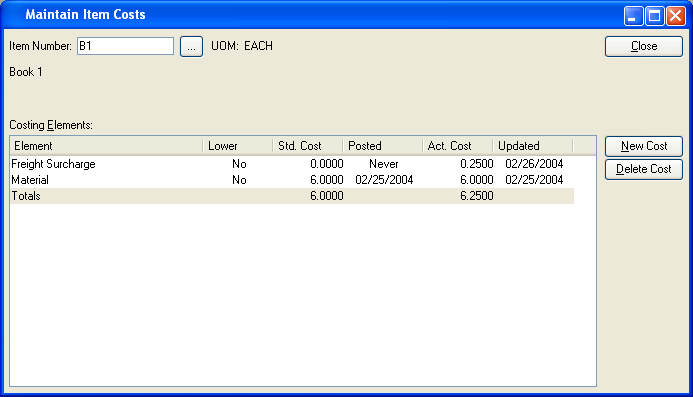 Maintain Item Costs
Item Number: B1 ... UOM: EACH Close
Book 1
Costing Elements:
Element Lower Std. Cost Posted Act. Cost Updated New Cost
Freight Surcharge No 0.0000 Never 0.2500 02/26/2004
Material No 6.0000 02/25/2004 6.0000 02/25/2004 Delete Cost
Totals 6.0000 6.2500